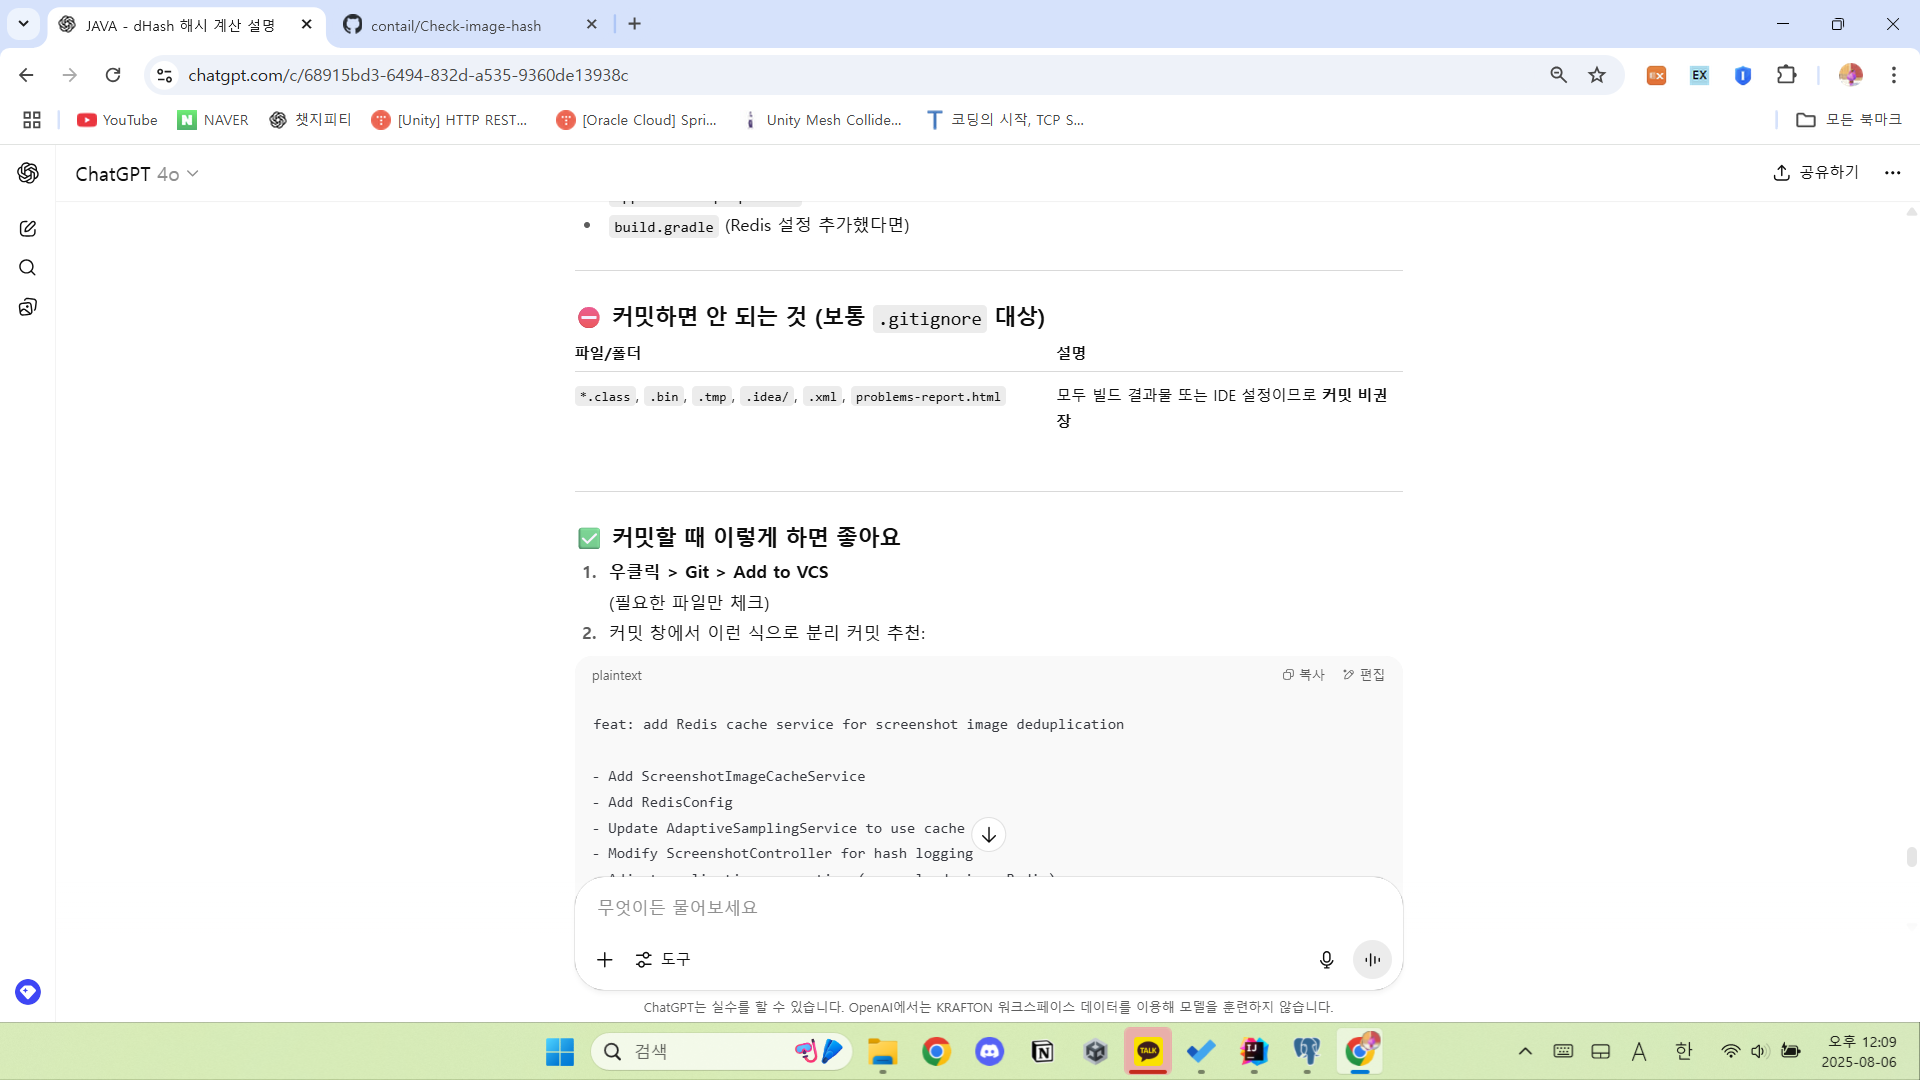 JAVA - dHash 해시 계산 설명
contail/Check-image-hash
chatgpt.com/c/68915bd3-6494-832d-a535-9360de13938c
YouTube
NAVER
챗지피티
[Unity] HTTP REST...
[Oracle Cloud] Spri...
Unity Mesh Collide...
코딩의 시작, TCP S...
모든 북마크
ChatGPT 4o
공유하기
build.gradle (Redis 설정 추가했다면)
커밋하면 안 되는 것 (보통 .gitignore 대상)
파일/폴더 설명
*.class, .bin, .tmp, .idea/, .xml, problems-report.html 모두 빌드 결과물 또는 IDE 설정이므로 커밋 비권
장
커밋할 때 이렇게 하면 좋아요
1. 우클릭 > Git > Add to VCS
(필요한 파일만 체크)
2. 커밋 창에서 이런 식으로 분리 커밋 추천:
plaintext 복사 편집
feat: add Redis cache service for screenshot image deduplication
- Add ScreenshotImageCacheService
- Add RedisConfig
- Update AdaptiveSamplingService to use cache
- Modify ScreenshotController for hash logging
무엇이든 물어보세요
도구
ChatGPT는 실수를 할 수 있습니다. OpenAI에서는 KRAFTON 워크스페이스 데이터를 이용해 모델을 훈련하지 않습니다.
검색
TALK
A 한
오후 12:09
2025-08-06